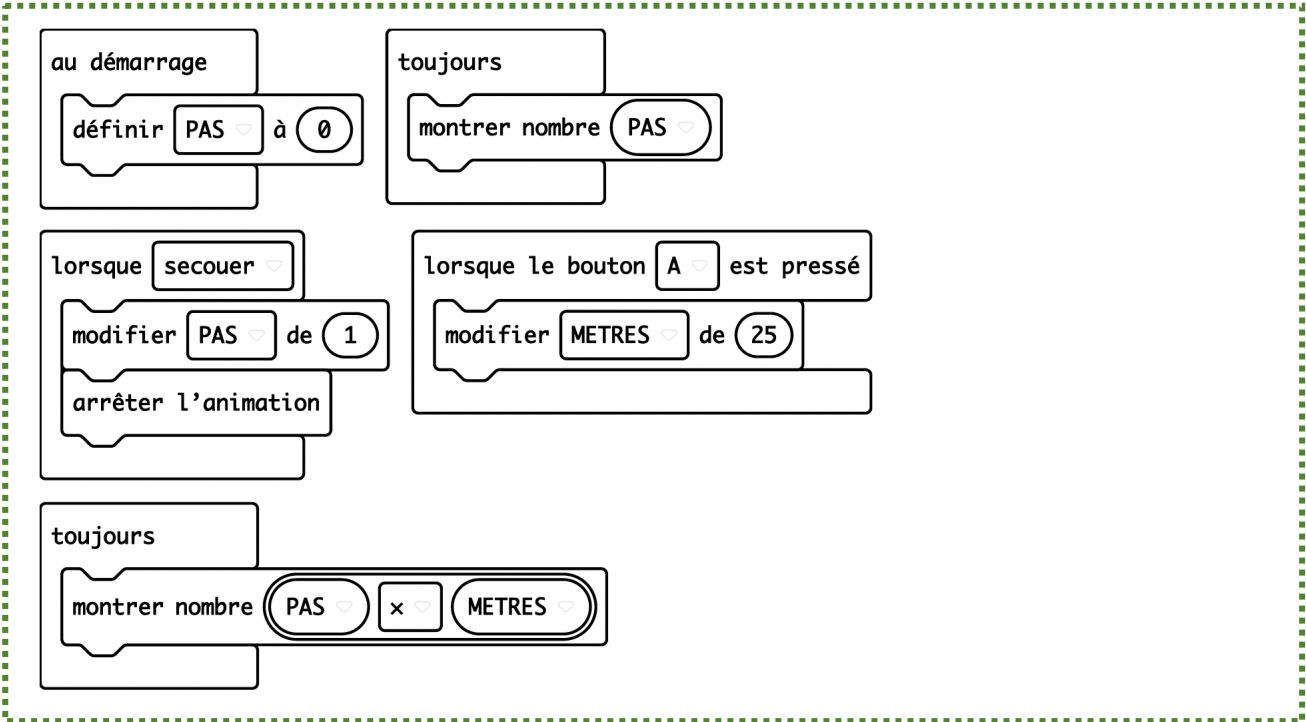 au démarrage
définir PAS à 0
toujours
montrer nombre PAS
lorsque secouer
modifier PAS de 1
arrêter l’animation
lorsque le bouton A est pressé
modifier METRES de 25
toujours
montrer nombre PAS × METRES